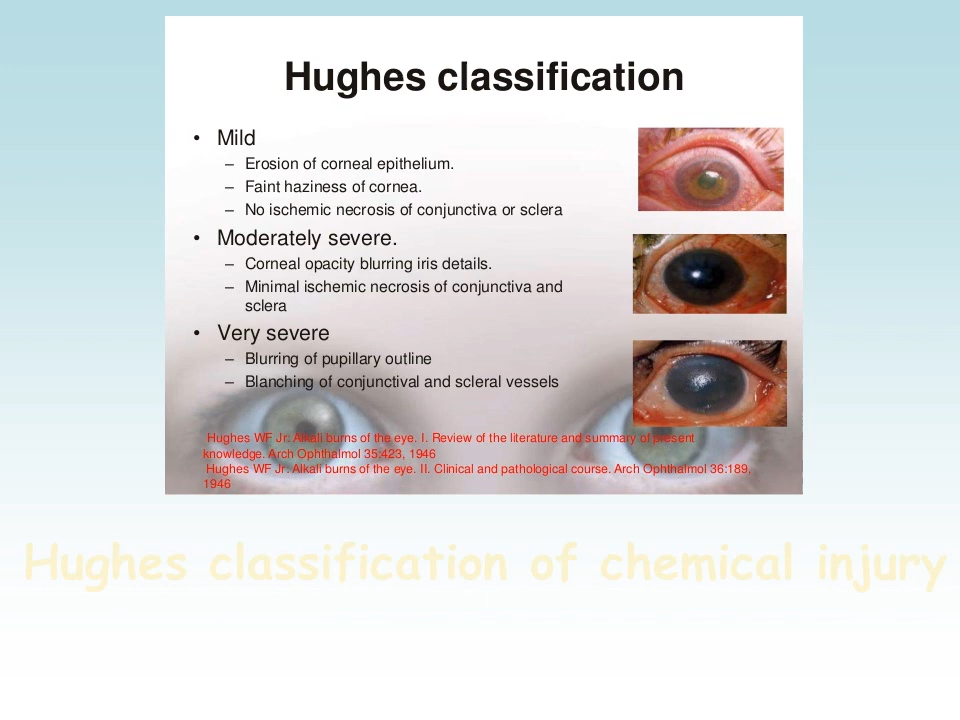 Hughes classification
• Mild
– Erosion of corneal epithelium.
– Faint haziness of cornea.
– No ischemic necrosis of conjunctiva or sclera
• Moderately severe.
– Corneal opacity blurring iris details.
– Minimal ischemic necrosis of conjunctiva and
sclera
• Very severe
– Blurring of pupillary outline
– Blanching of conjunctival and scleral vessels
Hughes WF Jr: Alkali burns of the eye. I. Review of the literature and summary of present
knowledge. Arch Ophthalmol 35:423, 1946
Hughes WF Jr: Alkali burns of the eye. II. Clinical and pathological course. Arch Ophthalmol 36:189,
1946
Hughes classification of chemical injury